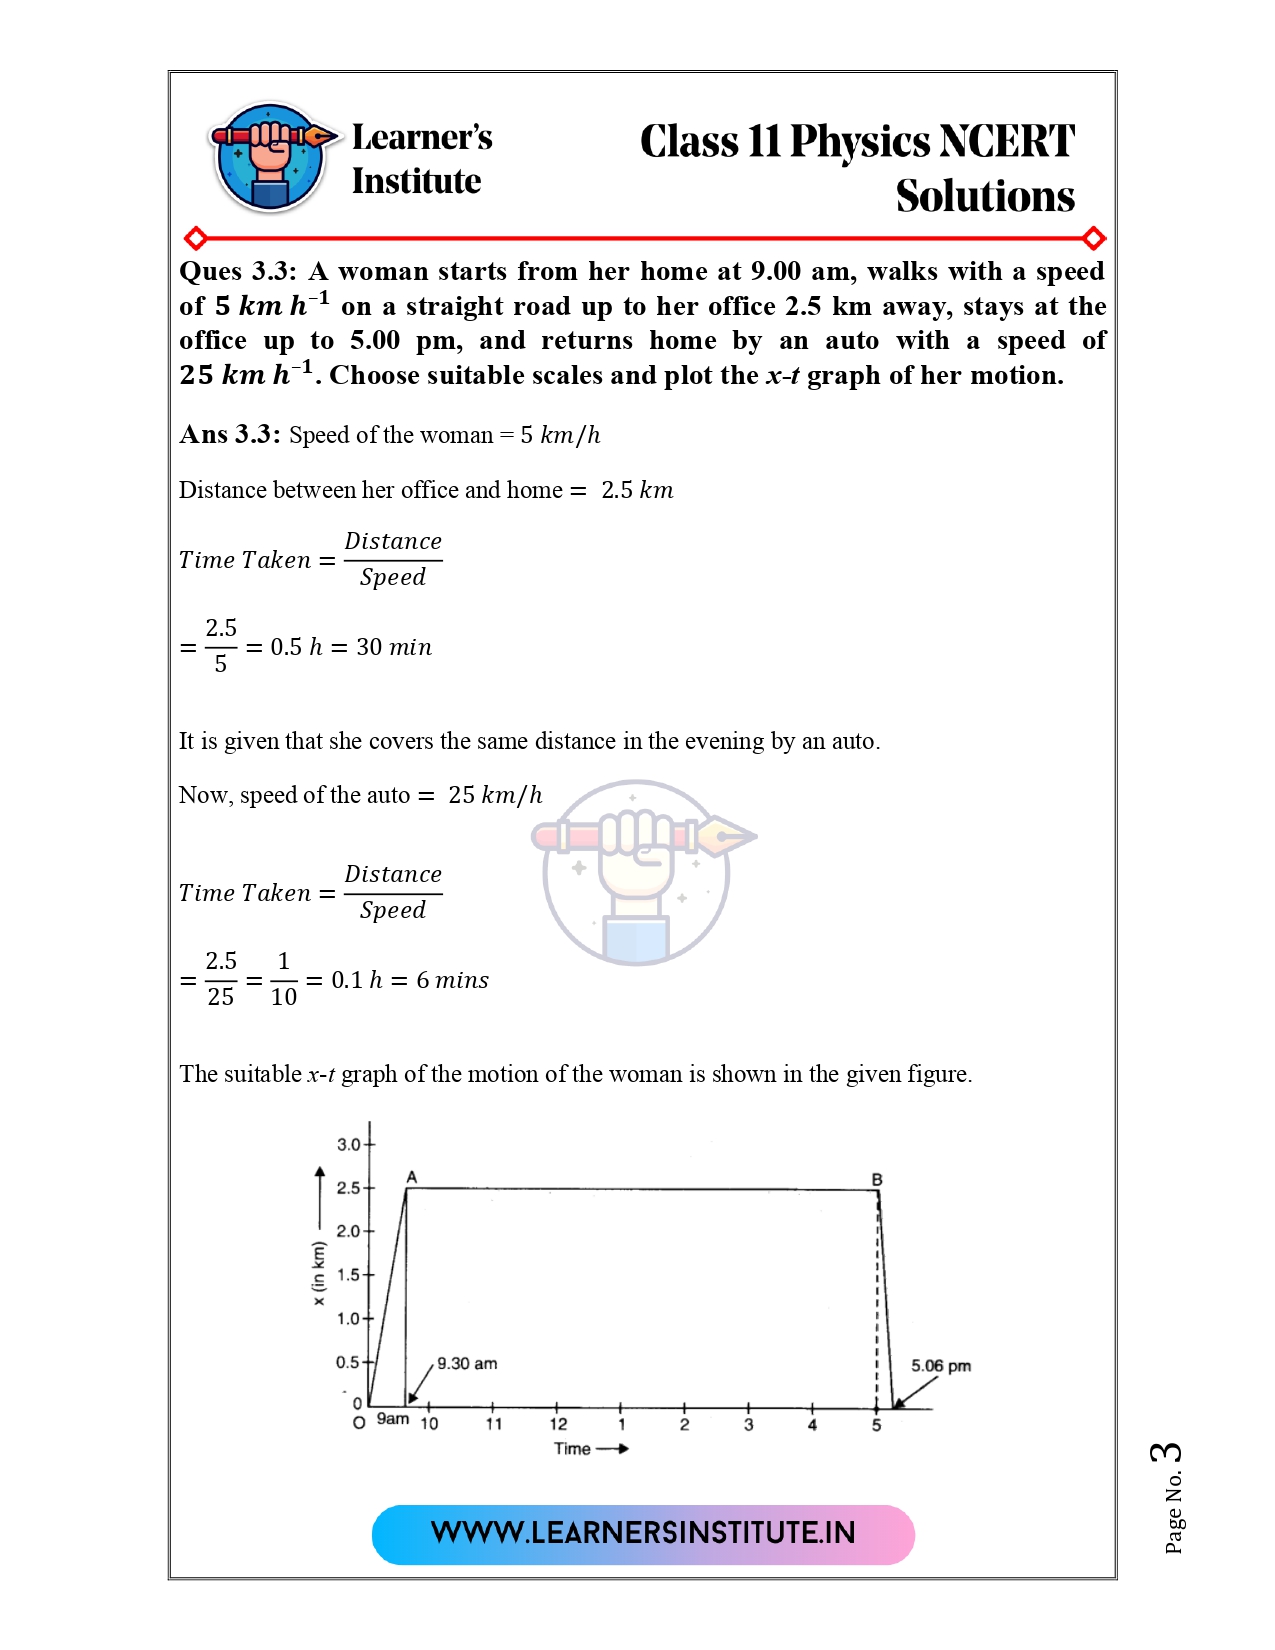 Learner's
Institute
Class 11 Physics NCERT
Solutions
Ques 3.3: A woman starts from her home at 9.00 am, walks with a speed
of 5 km h⁻¹ on a straight road up to her office 2.5 km away, stays at the
office up to 5.00 pm, and returns home by an auto with a speed of
25 km h⁻¹. Choose suitable scales and plot the x-t graph of her motion.
Ans 3.3: Speed of the woman = 5 km/h
Distance between her office and home = 2.5 km
Time Taken = Distance/Speed
= 2.5/5 = 0.5 h = 30 min
It is given that she covers the same distance in the evening by an auto.
Now, speed of the auto = 25 km/h
Time Taken = Distance/Speed
= 2.5/25 = 1/10 = 0.1 h = 6 mins
The suitable x-t graph of the motion of the woman is shown in the given figure.
3.0
A
B
2.5
2.0
x (in km)
1.5
1.0
0.5
9.30 am
5.06 pm
0
O 9am 10 11 12 1 2 3 4 5
Time
WWW.LEARNERSINSTITUTE.IN
Page No. 3